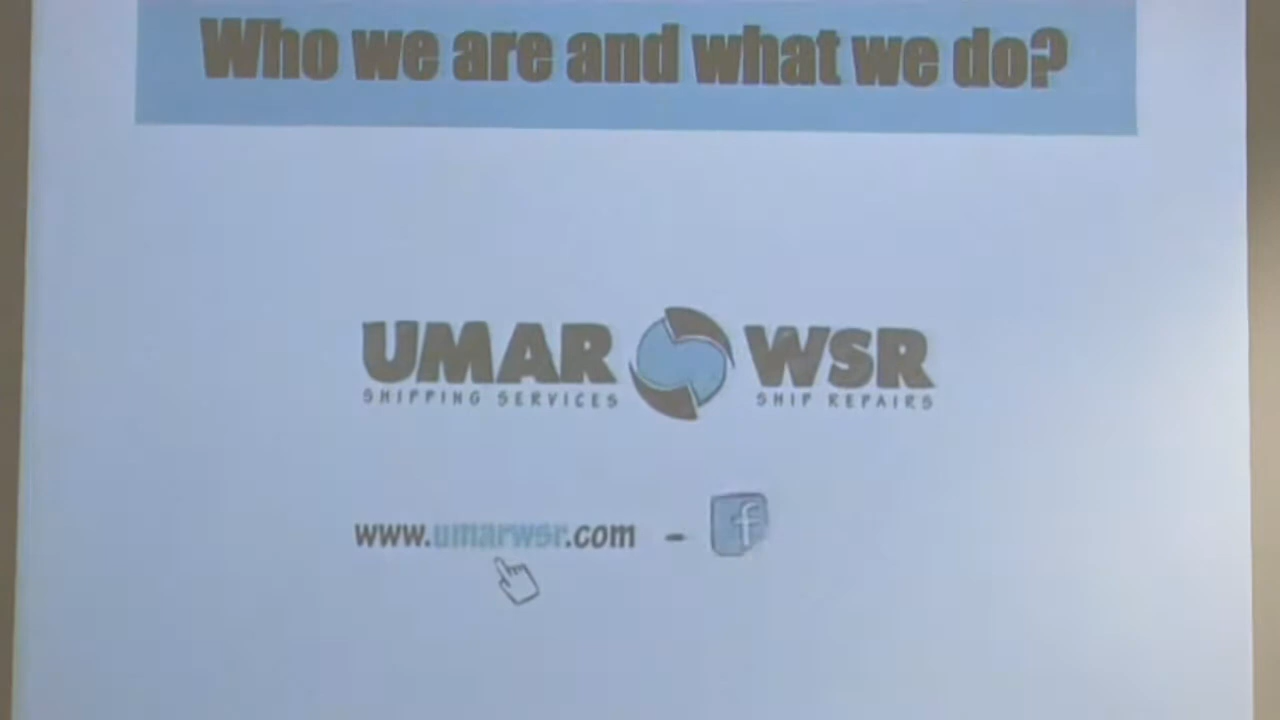 Who we are and what we do?
UMAR WSR
SHIPPING SERVICES SHIP REPAIRS
www.umarwsr.com - f